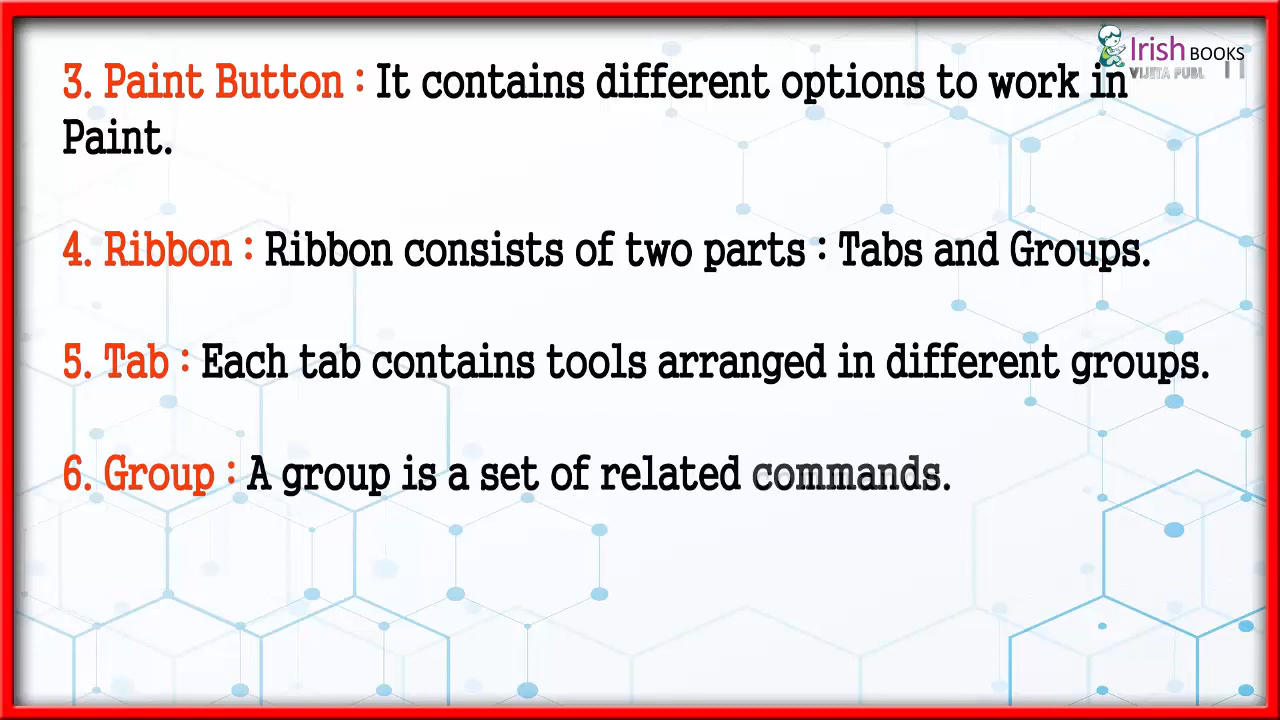 Irish BOOKS
VIJETA PUBL
3. Paint Button : It contains different options to work in
Paint.
4. Ribbon : Ribbon consists of two parts : Tabs and Groups.
5. Tab : Each tab contains tools arranged in different groups.
6. Group : A group is a set of related commands.